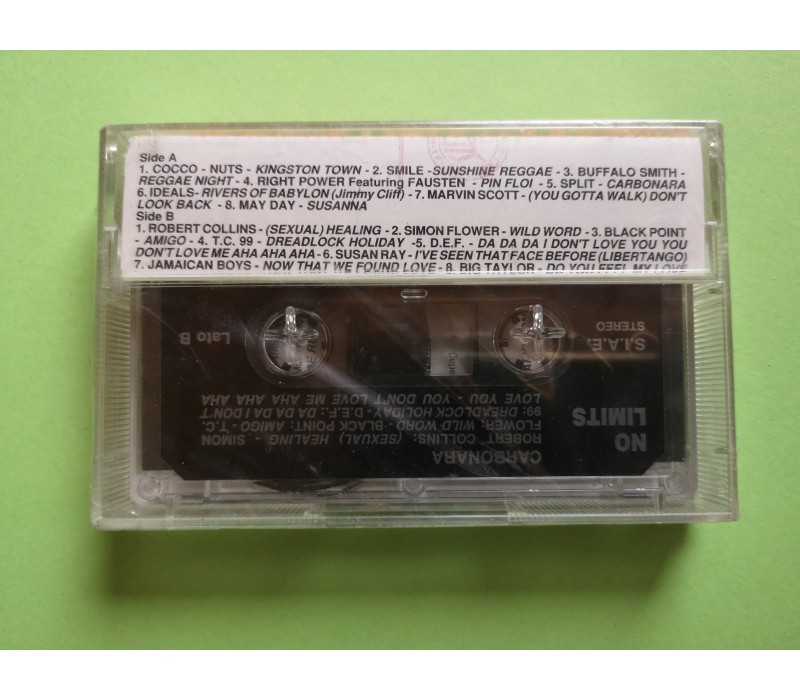 Side A
1. COCCO - NUTS - KINGSTON TOWN - 2. SMILE -SUNSHINE REGGAE - 3. BUFFALO SMITH -
REGGAE NIGHT - 4. RIGHT POWER Featuring FAUSTEN - PIN FLOI - 5. SPLIT - CARBONARA
6. IDEALS- RIVERS OF BABYLON (Jimmy Cliff) - 7. MARVIN SCOTT - (YOU GOTTA WALK) DON'T
LOOK BACK - 8. MAY DAY - SUSANNA
Side B
1. ROBERT COLLINS - (SEXUAL) HEALING - 2. SIMON FLOWER - WILD WORD - 3. BLACK POINT
- AMIGO - 4. T.C. 99 - DREADLOCK HOLIDAY -5. D.E.F. - DA DA DA I DON'T LOVE YOU YOU
DON'T LOVE ME AHA AHA AHA - 6. SUSAN RAY - I'VE SEEN THAT FACE BEFORE (LIBERTANGO)
7. JAMAICAN BOYS - NOW THAT WE FOUND LOVE - 8. BIG TAYLOR - DO YOU FEEL MY LOVE
NO
LIMITS
CARBONARA
ROBERT COLLINS: (SEXUAL) HEALING - SIMON
FLOWER: WILD WORD - BLACK POINT: AMIGO - T.C.
99: DREADLOCK HOLIDAY - D.E.F.: DA DA DA I DON'T
LOVE YOU - YOU DON'T LOVE ME AHA AHA AHA
S.I.A.E.
STEREO
Lato B